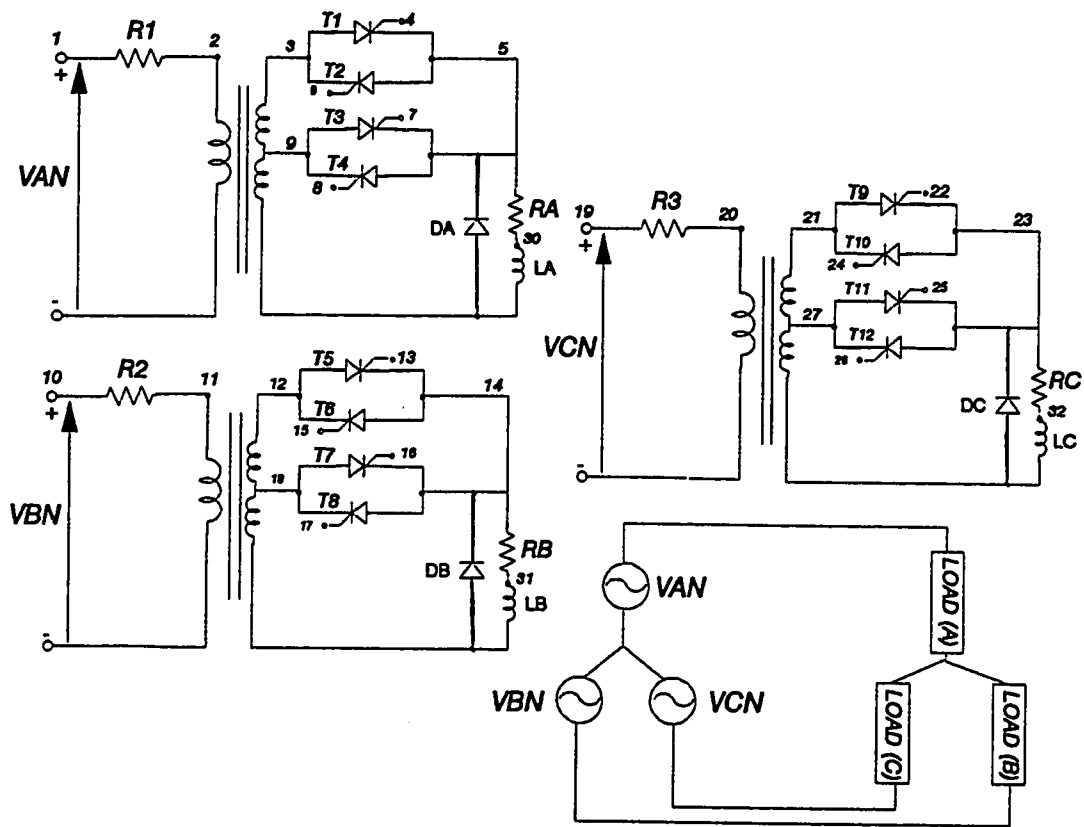 T1
4
1
R1
2
3
5
+
T2
6
T3
7
9
VAN
T4
8
RA
DA
30
LA
-
19
R3
20
21
T9
22
23
+
T10
24
T11
25
27
VCN
T12
26
RC
DC
32
LC
-
10
R2
11
12
T5
13
14
+
T6
15
T7
16
18
VBN
T8
17
RB
DB
31
LB
-
VAN
LOAD (A)
VBN
VCN
LOAD (C)
LOAD (B)